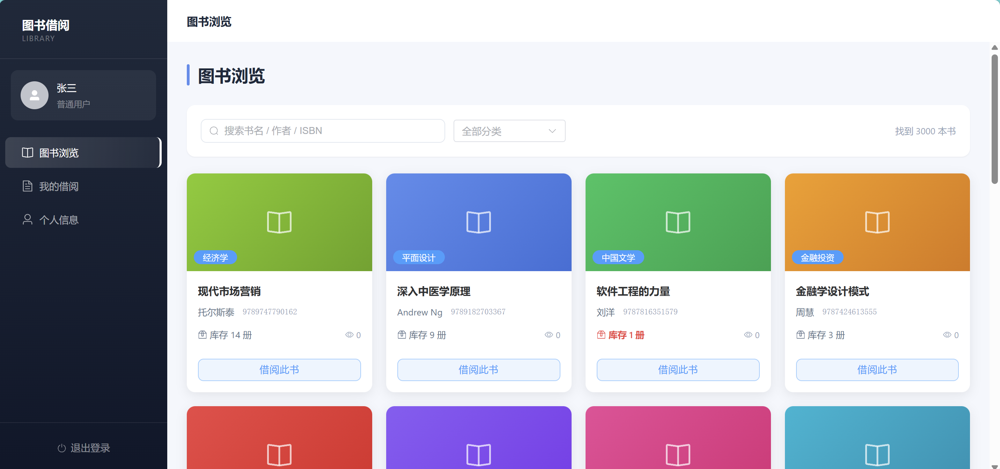 图书借阅
LIBRARY
张三
普通用户
图书浏览
我的借阅
个人信息
退出登录
图书浏览
图书浏览
搜索书名 / 作者 / ISBN
全部分类
找到 3000 本书
经济学
现代市场营销
托尔斯泰 9789747790162
库存 14 册 0
借阅此书
平面设计
深入中医学原理
Andrew Ng 9789182703367
库存 9 册 0
借阅此书
中国文学
软件工程的力量
刘洋 9787816351579
库存 1 册 0
借阅此书
金融投资
金融学设计模式
周慧 9787424613555
库存 3 册 0
借阅此书